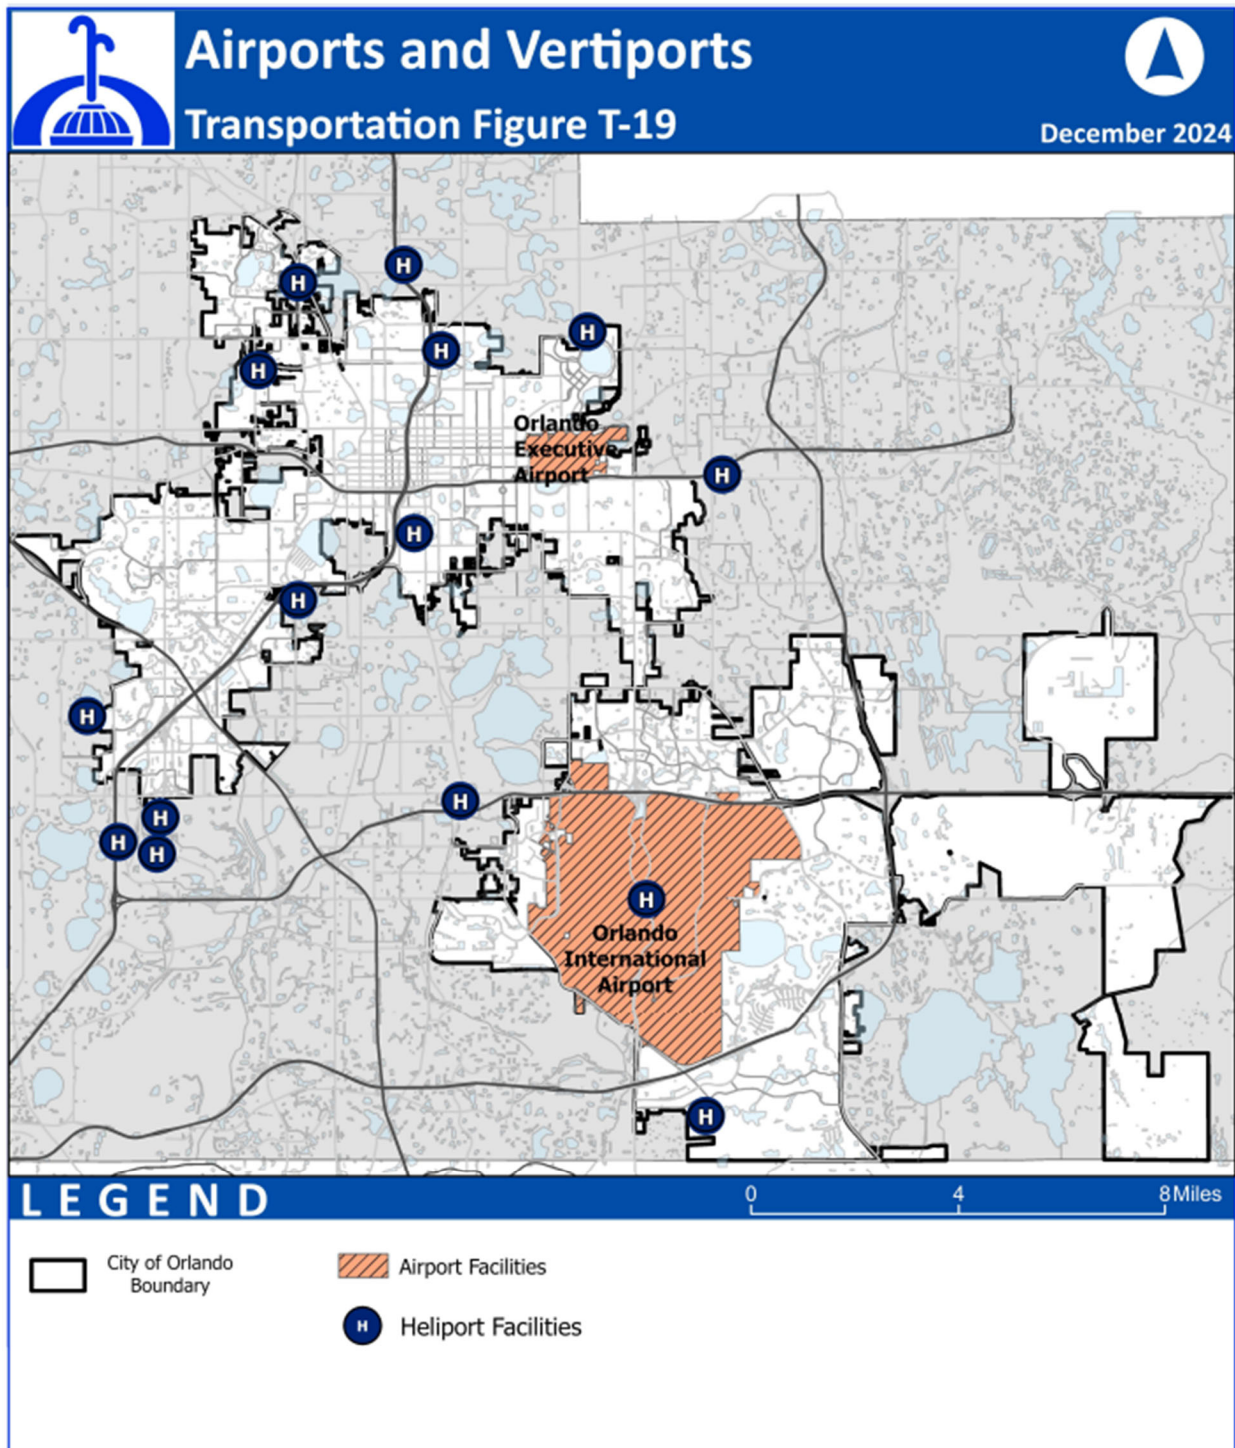 Airports and Vertiports
Transportation Figure T-19
December 2024
H
H
H
H
H
Orlando
Executive
Airport
H
H
H
H
H
H
H
H
H
Orlando
International
Airport
H
LEGEND
0 4 8 Miles
City of Orlando
Boundary
Airport Facilities
H Heliport Facilities